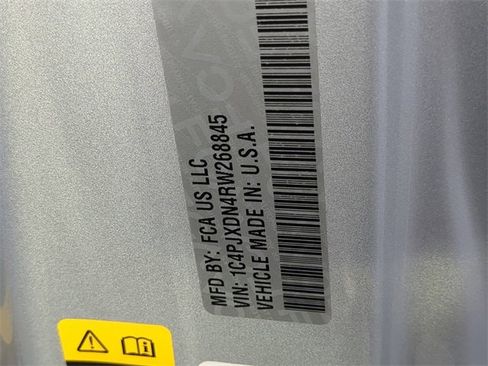 MFD BY: FCA US LLC
VIN: 1C4PJXDN4RW268845
VEHICLE MADE IN: U.S.A.